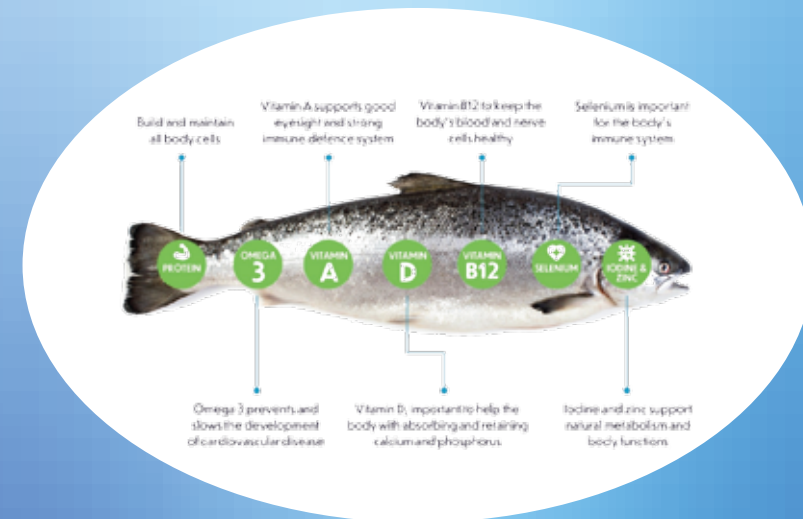 Build and maintain
all body cells
Vitamin A supports good
eyesight and strong
immune defence system
Vitamin B12 to keep the
body's blood and nerve
cells healthy
Selenium is important
for the body's
immune system
PROTEIN
OMEGA
3
VITAMIN
A
VITAMIN
D
VITAMIN
B12
SELENIUM
IODINE &
ZINC
Omega 3 prevents and
slows the development
of cardiovascular disease
Vitamin D, important to help the
body with absorbing and retaining
calcium and phosphorus
Iodine and zinc support
natural metabolism and
body functions